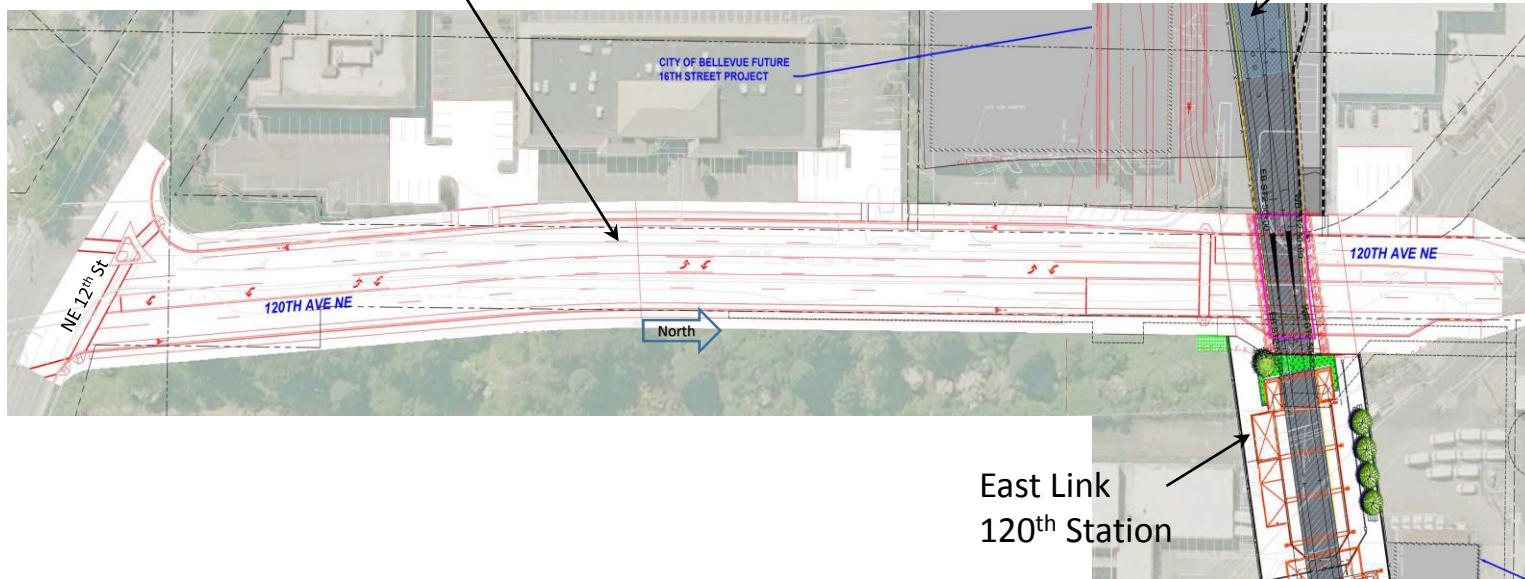 CITY OF BELLEVUE FUTURE
16TH STREET PROJECT
NE 12th St
120TH AVE NE
120TH AVE NE
North
East Link
120th Station